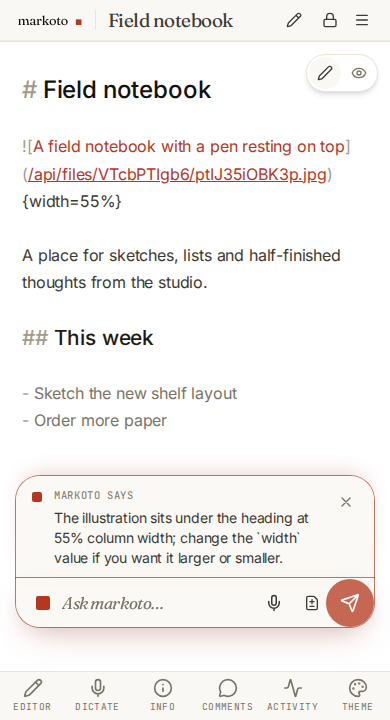 markoto
Field notebook
# Field notebook
![A field notebook with a pen resting on top]
(/api/files/VTcbPTIgb6/ptIJ35iOBK3p.jpg)
{width=55%}
A place for sketches, lists and half-finished
thoughts from the studio.
## This week
- Sketch the new shelf layout
- Order more paper
MARKOTO SAYS
The illustration sits under the heading at
55% column width; change the `width`
value if you want it larger or smaller.
Ask markoto...
EDITOR DICTATE INFO COMMENTS ACTIVITY THEME